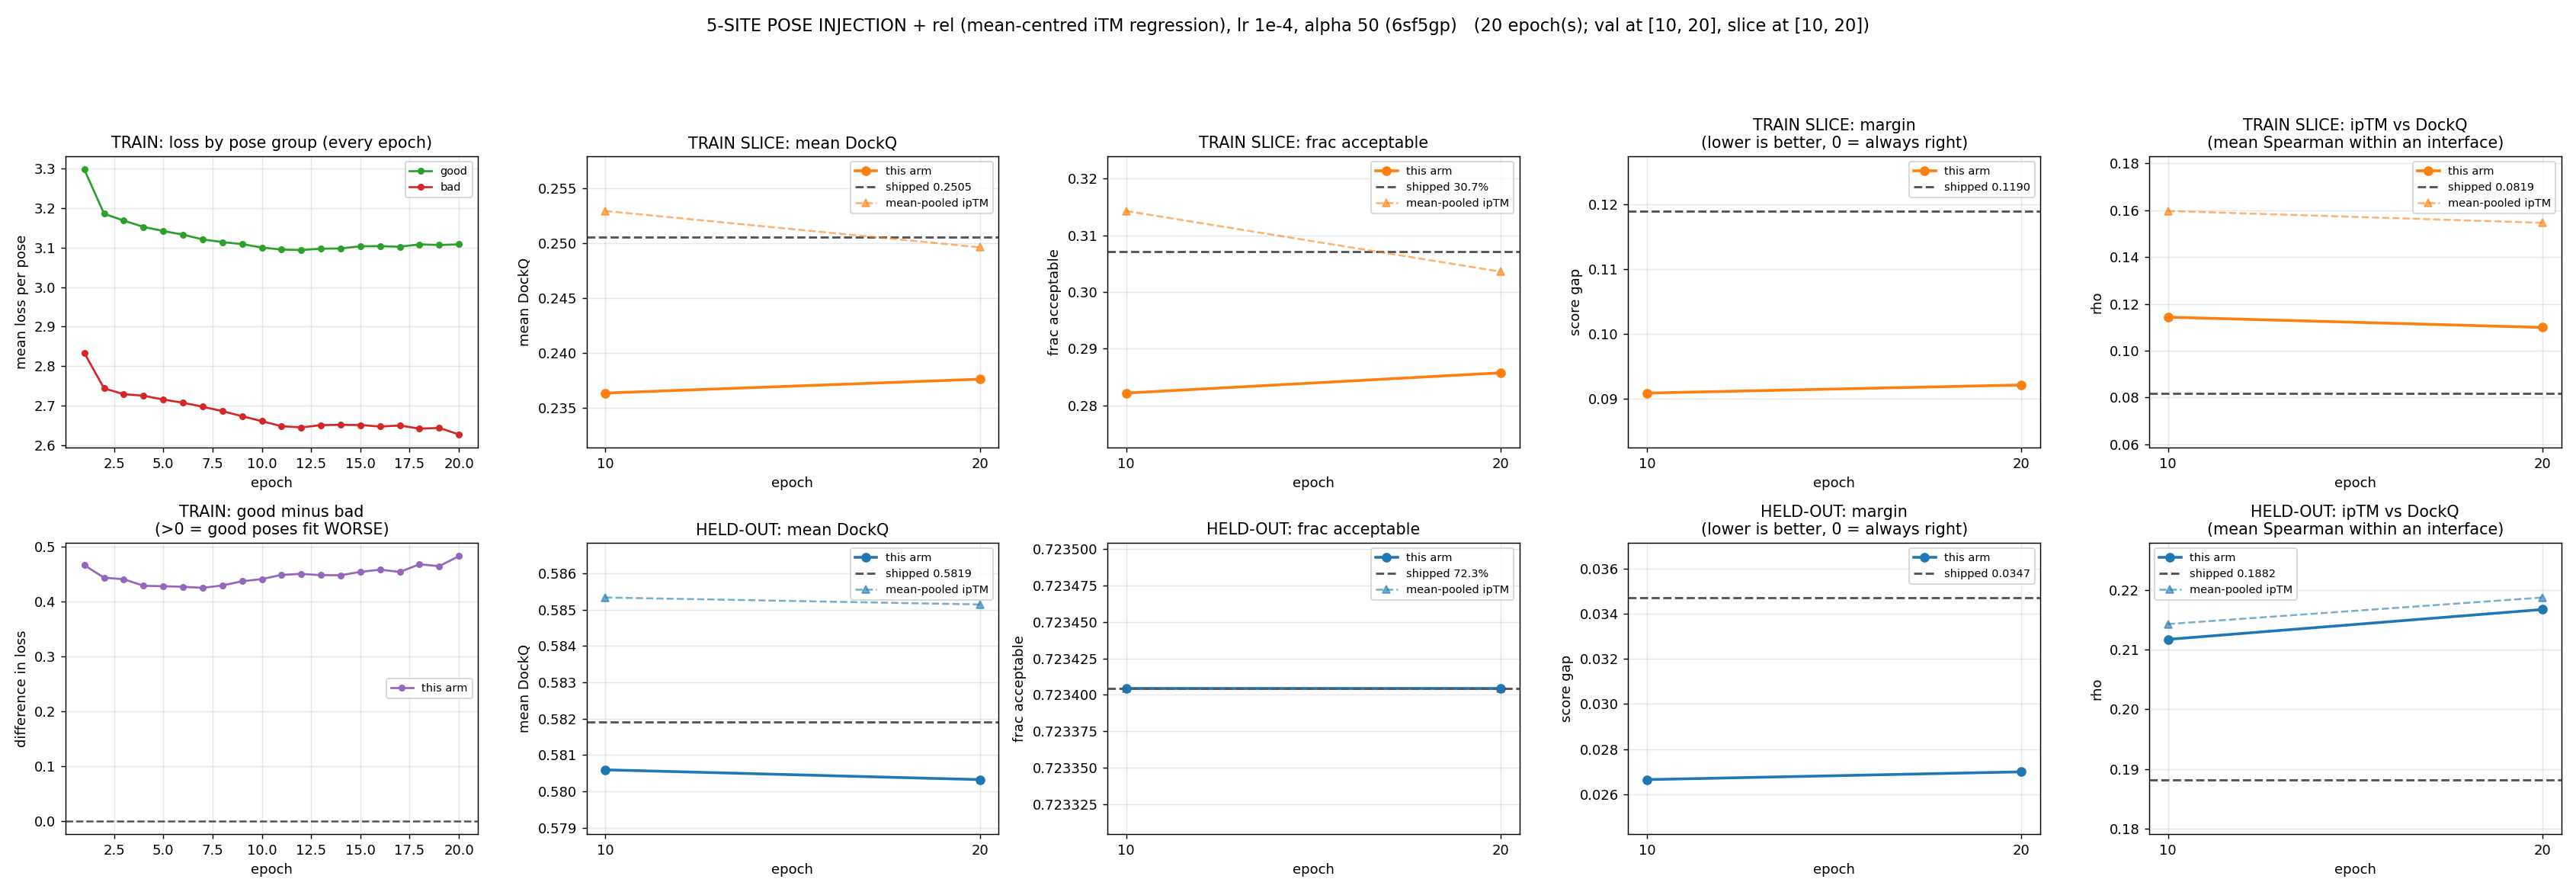 5-SITE POSE INJECTION + rel (mean-centred iTM regression), lr 1e-4, alpha 50 (6sf5gp)   (20 epoch(s); val at [10, 20], slice at [10, 20])
TRAIN: loss by pose group (every epoch)
mean loss per pose
3.3
3.2
3.1
3.0
2.9
2.8
2.7
2.6
good
bad
2.5 5.0 7.5 10.0 12.5 15.0 17.5 20.0
epoch
TRAIN SLICE: mean DockQ
mean DockQ
0.255
0.250
0.245
0.240
0.235
this arm
shipped 0.2505
mean-pooled ipTM
10 20
epoch
TRAIN SLICE: frac acceptable
frac acceptable
0.32
0.31
0.30
0.29
0.28
this arm
shipped 30.7%
mean-pooled ipTM
10 20
epoch
TRAIN SLICE: margin
(lower is better, 0 = always right)
score gap
0.12
0.11
0.10
0.09
this arm
shipped 0.1190
10 20
epoch
TRAIN SLICE: ipTM vs DockQ
(mean Spearman within an interface)
rho
0.18
0.16
0.14
0.12
0.10
0.08
0.06
this arm
shipped 0.0819
mean-pooled ipTM
10 20
epoch
TRAIN: good minus bad
(>0 = good poses fit WORSE)
difference in loss
0.5
0.4
0.3
0.2
0.1
0.0
this arm
2.5 5.0 7.5 10.0 12.5 15.0 17.5 20.0
epoch
HELD-OUT: mean DockQ
mean DockQ
0.586
0.585
0.584
0.583
0.582
0.581
0.580
0.579
this arm
shipped 0.5819
mean-pooled ipTM
10 20
epoch
HELD-OUT: frac acceptable
frac acceptable
0.723500
0.723475
0.723450
0.723425
0.723400
0.723375
0.723350
0.723325
this arm
shipped 72.3%
mean-pooled ipTM
10 20
epoch
HELD-OUT: margin
(lower is better, 0 = always right)
score gap
0.036
0.034
0.032
0.030
0.028
0.026
this arm
shipped 0.0347
10 20
epoch
HELD-OUT: ipTM vs DockQ
(mean Spearman within an interface)
rho
0.22
0.21
0.20
0.19
0.18
this arm
shipped 0.1882
mean-pooled ipTM
10 20
epoch